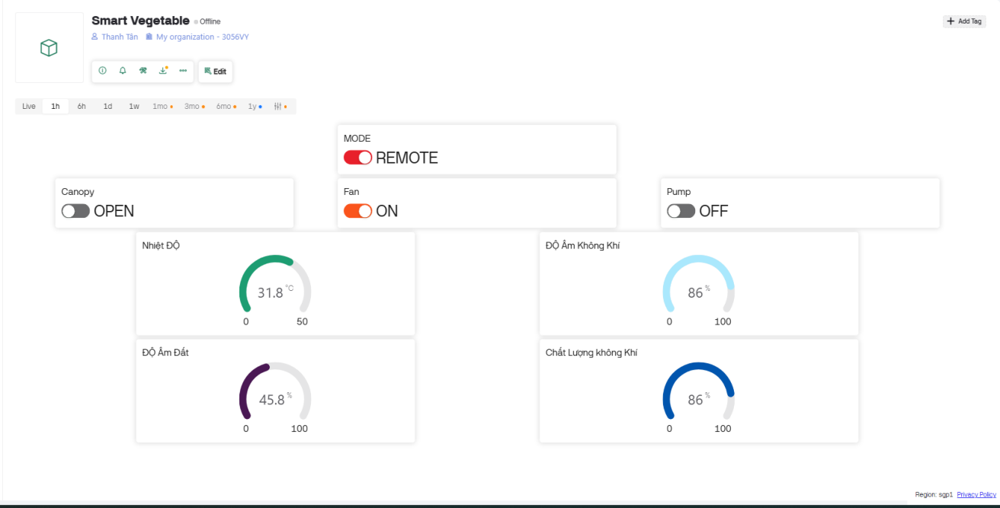 Smart Vegetable Offline
Thanh Tân My organization - 3056VY
+ Add Tag
Edit
Live 1h 6h 1d 1w 1mo 3mo 6mo 1y
MODE
REMOTE
Canopy
OPEN
Fan
ON
Pump
OFF
Nhiệt ĐỘ
31.8 °C
0 50
ĐỘ Ẩm Không Khí
86 %
0 100
ĐỘ Ẩm Đất
45.8 %
0 100
Chất Lượng không Khí
86 %
0 100
Region: sgp1 Privacy Policy